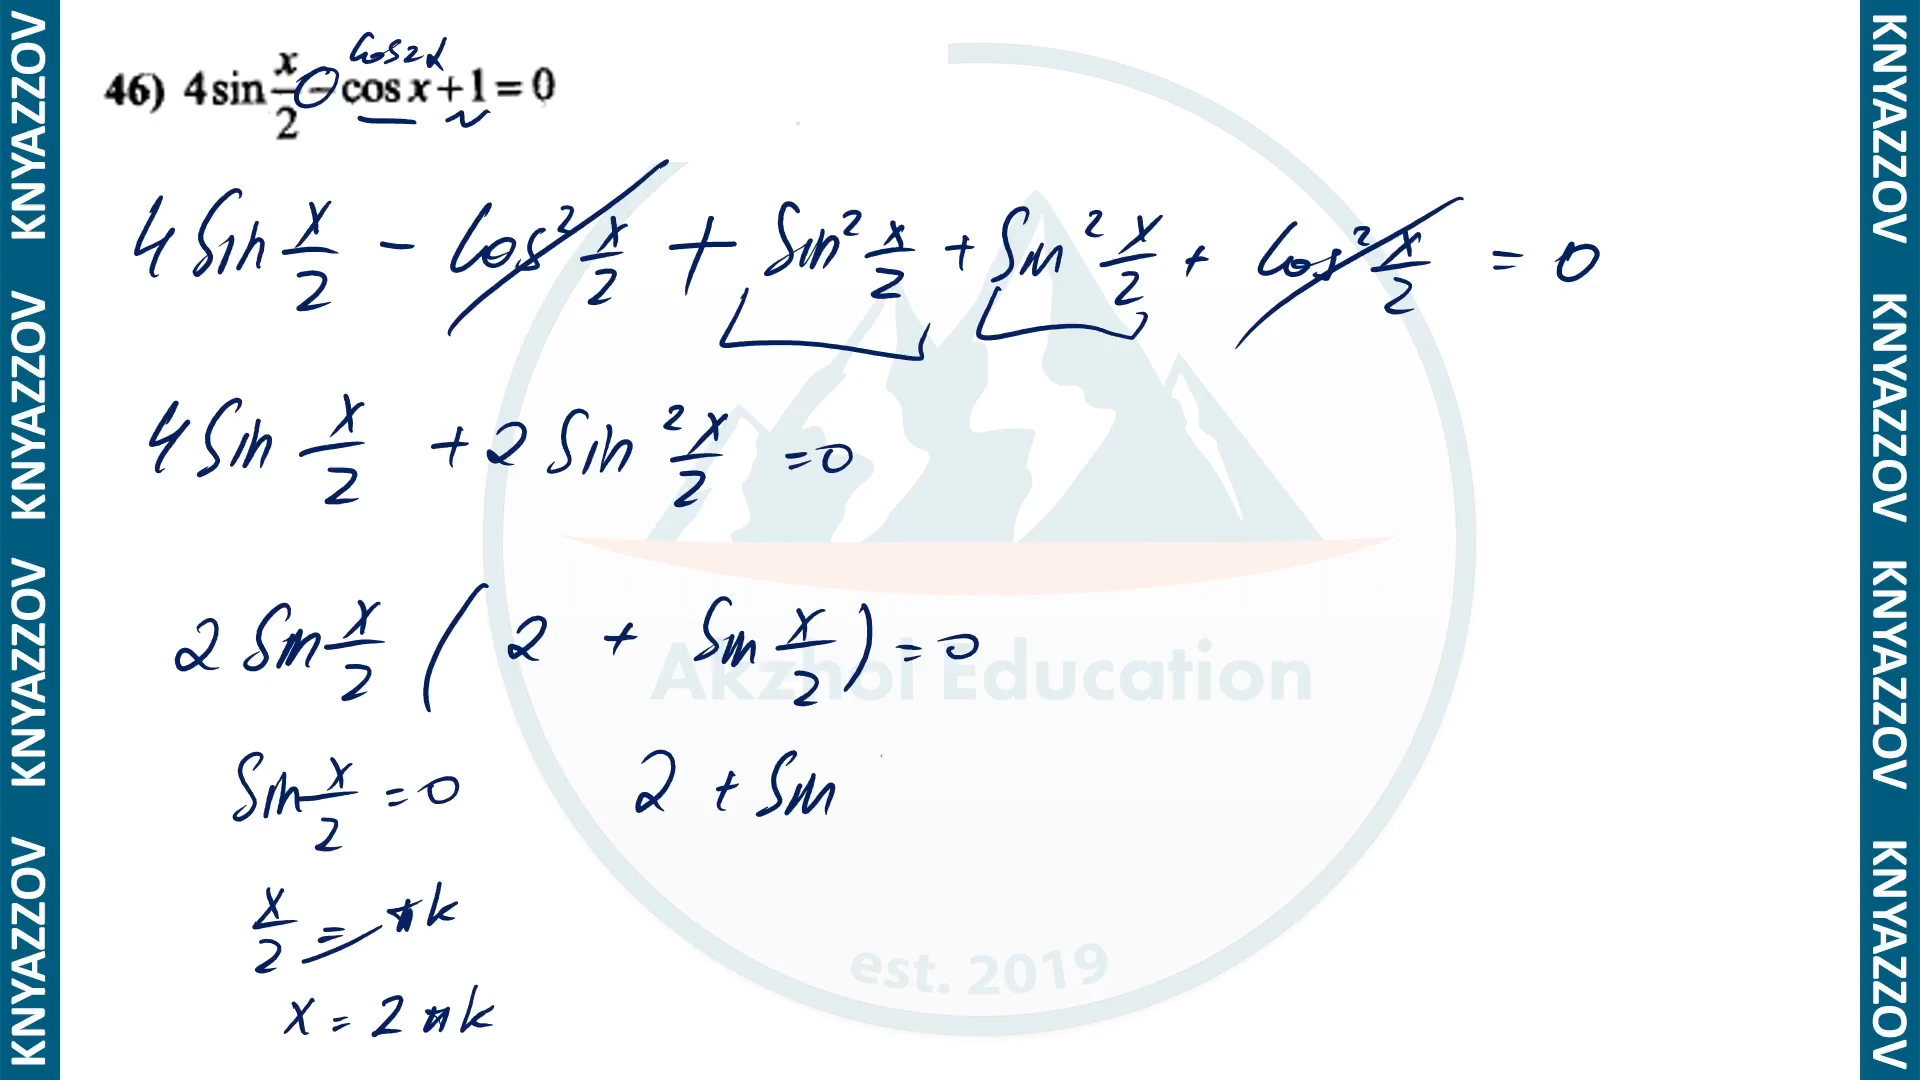 KNYAZZOV KNYAZZOV KNYAZZOV KNYAZZOV
cos2α
46) 4 sin x/2 − cos x + 1 = 0
4 Sin x/2 − Cos² x/2 + Sin² x/2 + Sin² x/2 + Cos² x/2 = 0
4 Sin x/2 + 2 Sin² x/2 = 0
2 Sin x/2 ( 2 + Sin x/2 ) = 0
Akzhol Education
Sin x/2 = 0 2 + Sin
x/2 = πk
est. 2019
x = 2πk
KNYAZZOV KNYAZZOV KNYAZZOV KNYAZZOV